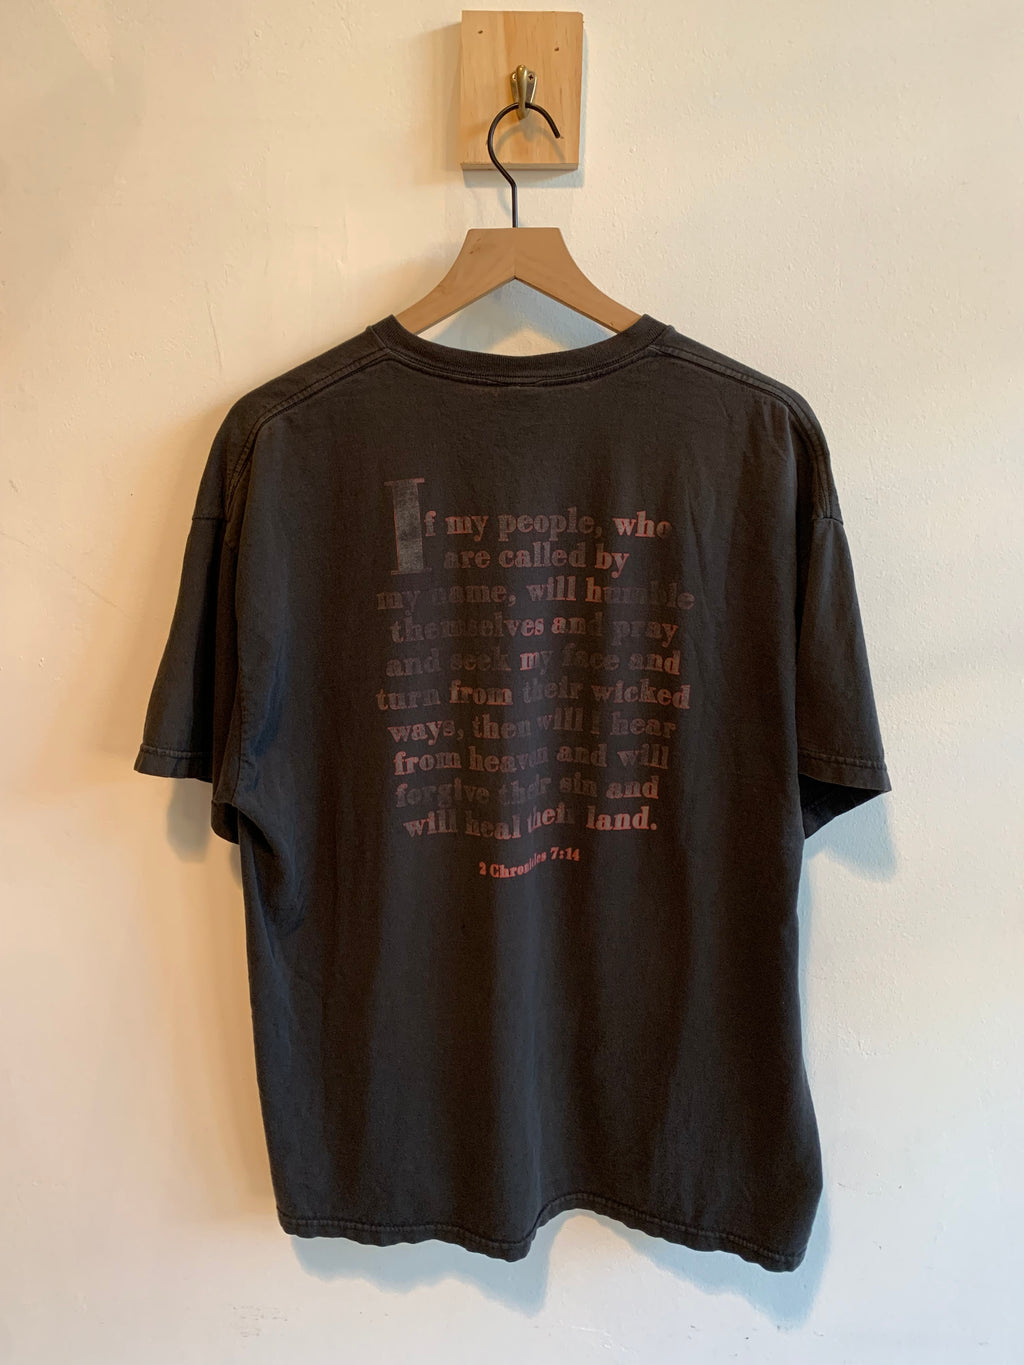 If my people, who
are called by
my name, will humble
themselves and pray
and seek my face and
turn from their wicked
ways, then will I hear
from heaven and will
forgive their sin and
will heal their land.
2 Chronicles 7:14